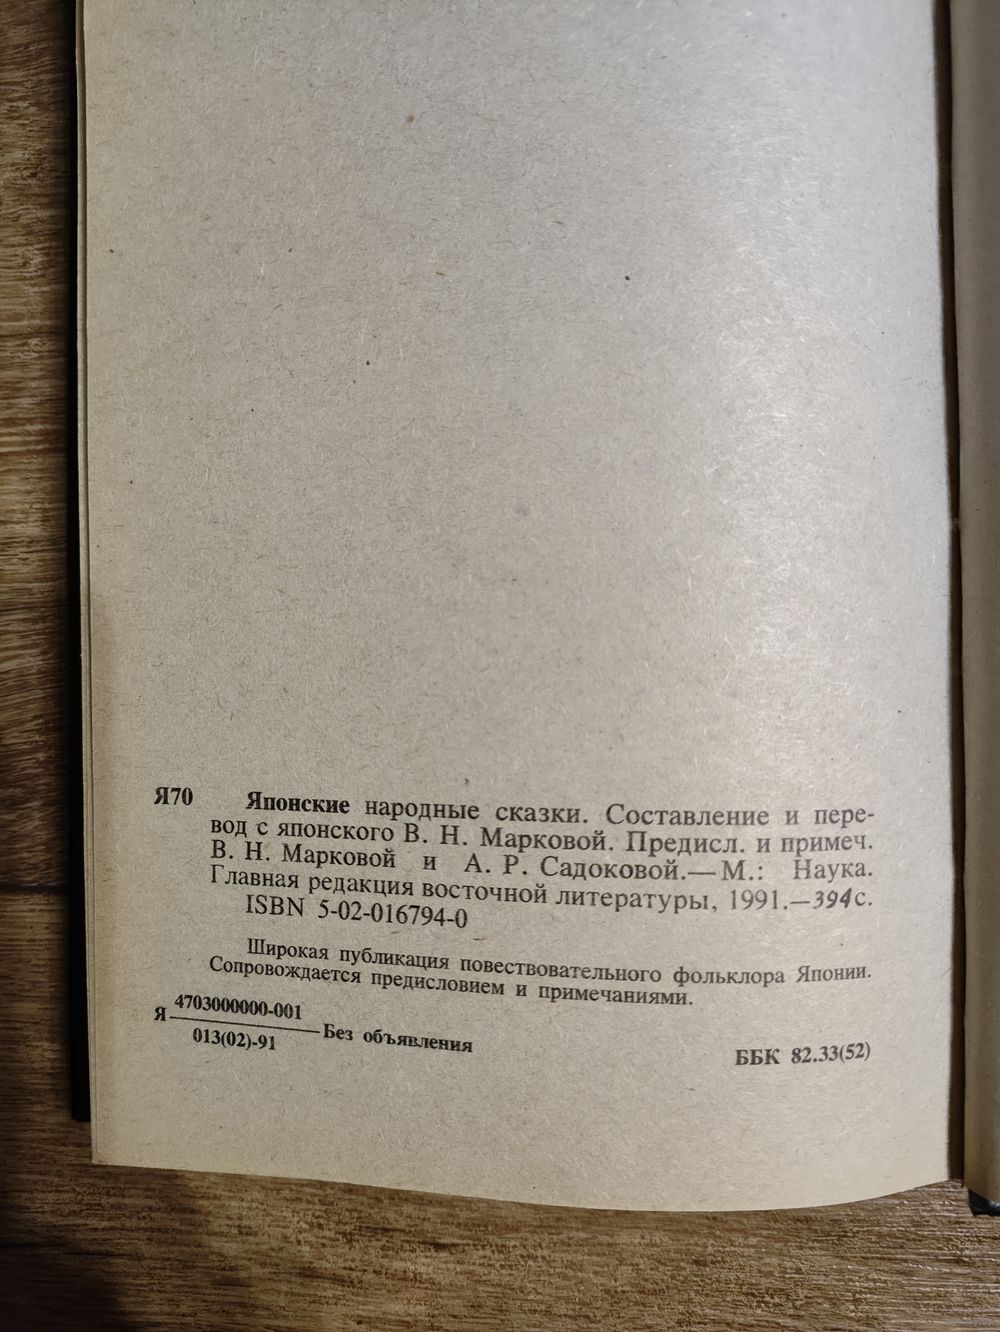 Я70 Японские народные сказки. Составление и пере-
вод с японского В. Н. Марковой. Предисл. и примеч.
В. Н. Марковой и А. Р. Садоковой.— М.: Наука.
Главная редакция восточной литературы, 1991.—394с.
ISBN 5-02-016794-0
Широкая публикация повествовательного фольклора Японии.
Сопровождается предисловием и примечаниями.
4703000000-001
Я Без объявления
013(02)-91
ББК 82.33(52)